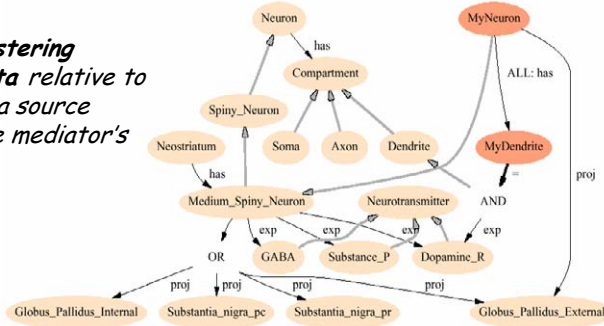 stering
ta relative to
a source
e mediator's
Neuron
MyNeuron
has
Compartment
ALL: has
Spiny_Neuron
Neostriatum
Soma
Axon
Dendrite
MyDendrite
has
=
proj
Medium_Spiny_Neuron
Neurotransmitter
AND
exp
exp
exp
exp
OR
GABA
Substance_P
Dopamine_R
proj
proj
proj
proj
Globus_Pallidus_Internal
Substantia_nigra_pc
Substantia_nigra_pr
Globus_Pallidus_External